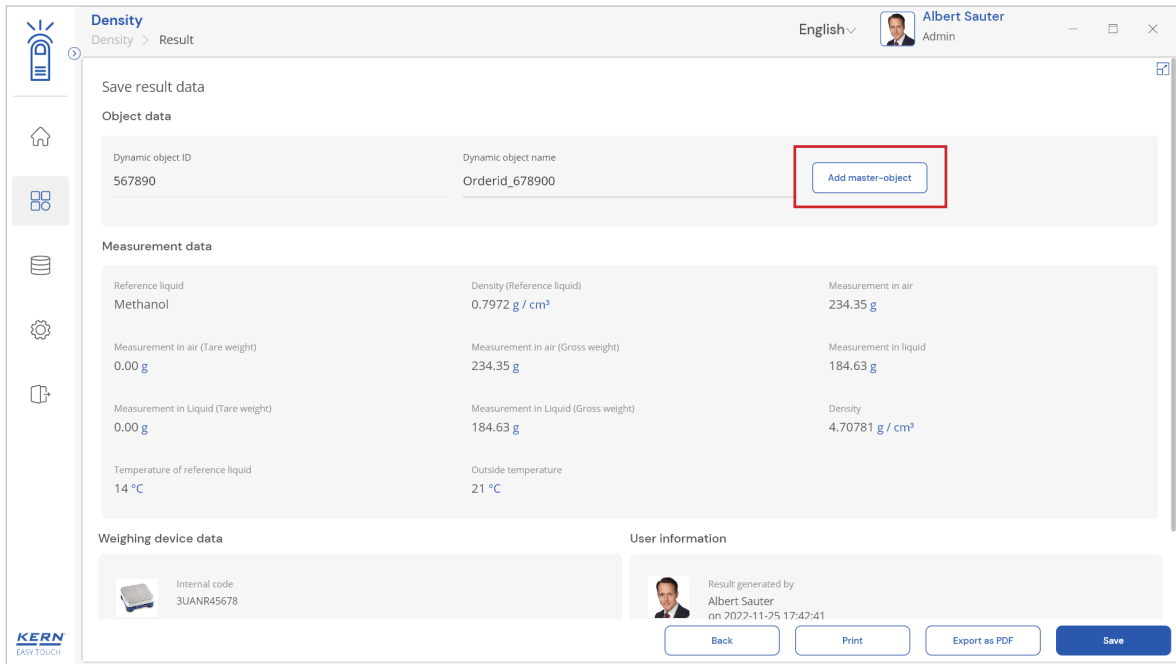 Density
Density > Result
English
Albert Sauter
Admin
Save result data
Object data
Dynamic object ID
567890
Dynamic object name
Orderid_678900
Add master-object
Measurement data
Reference liquid
Methanol
Density (Reference liquid)
0.7972 g / cm³
Measurement in air
234.35 g
Measurement in air (Tare weight)
0.00 g
Measurement in air (Gross weight)
234.35 g
Measurement in liquid
184.63 g
Measurement in Liquid (Tare weight)
0.00 g
Measurement in Liquid (Gross weight)
184.63 g
Density
4.70781 g / cm³
Temperature of reference liquid
14 °C
Outside temperature
21 °C
Weighing device data
Internal code
3UANR45678
User information
Result generated by
Albert Sauter
on 2022-11-25 17:42:41
KERN
EASY TOUCH
Back
Print
Export as PDF
Save